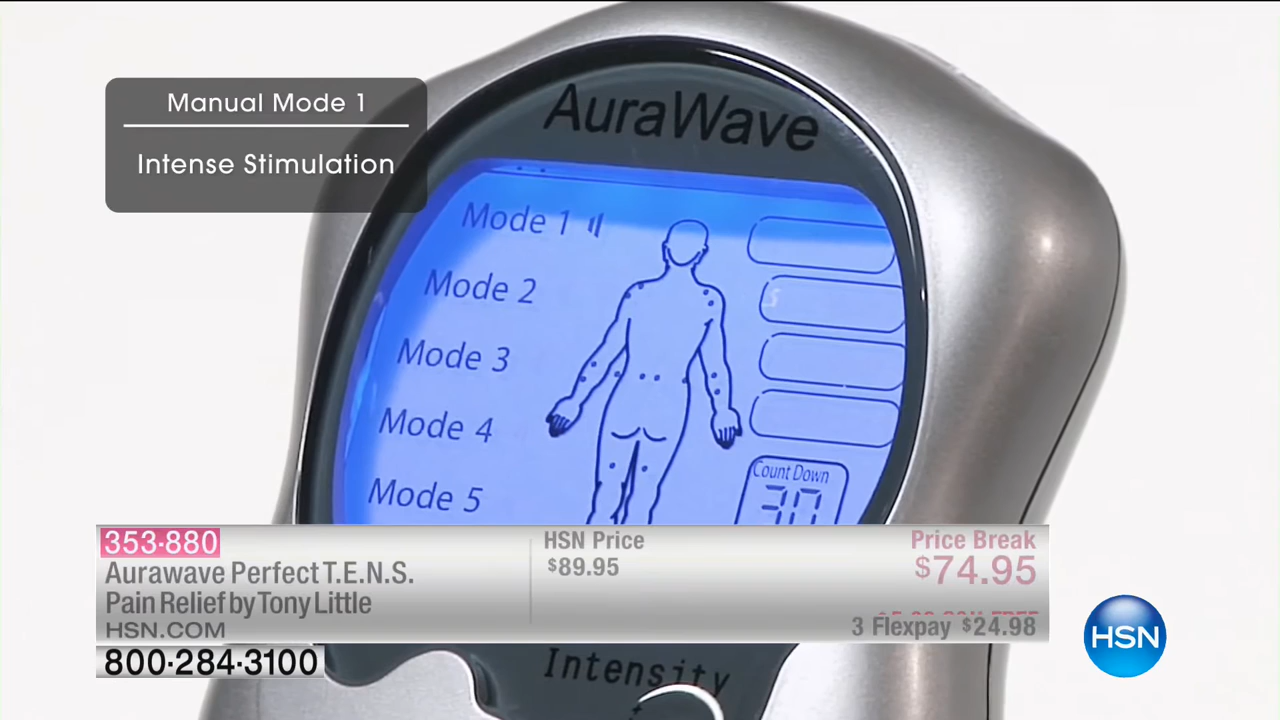 Manual Mode 1
Intense Stimulation
AuraWave
Mode 1
Mode 2
Mode 3
Mode 4
Mode 5
Count Down
30
353-880
Aurawave Perfect T.E.N.S.
Pain Relief by Tony Little
HSN.COM
800-284-3100
HSN Price
$89.95
Price Break
$74.95
3 Flexpay $24.98
HSN
Intensity